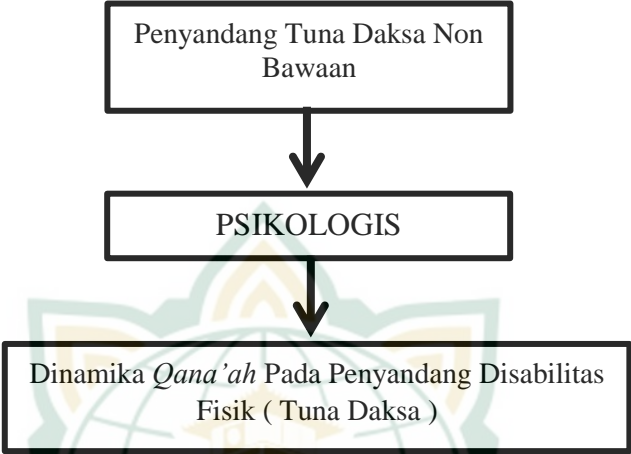 Penyandang Tuna Daksa Non
Bawaan
PSIKOLOGIS
Dinamika Qana’ah Pada Penyandang Disabilitas
Fisik ( Tuna Daksa )